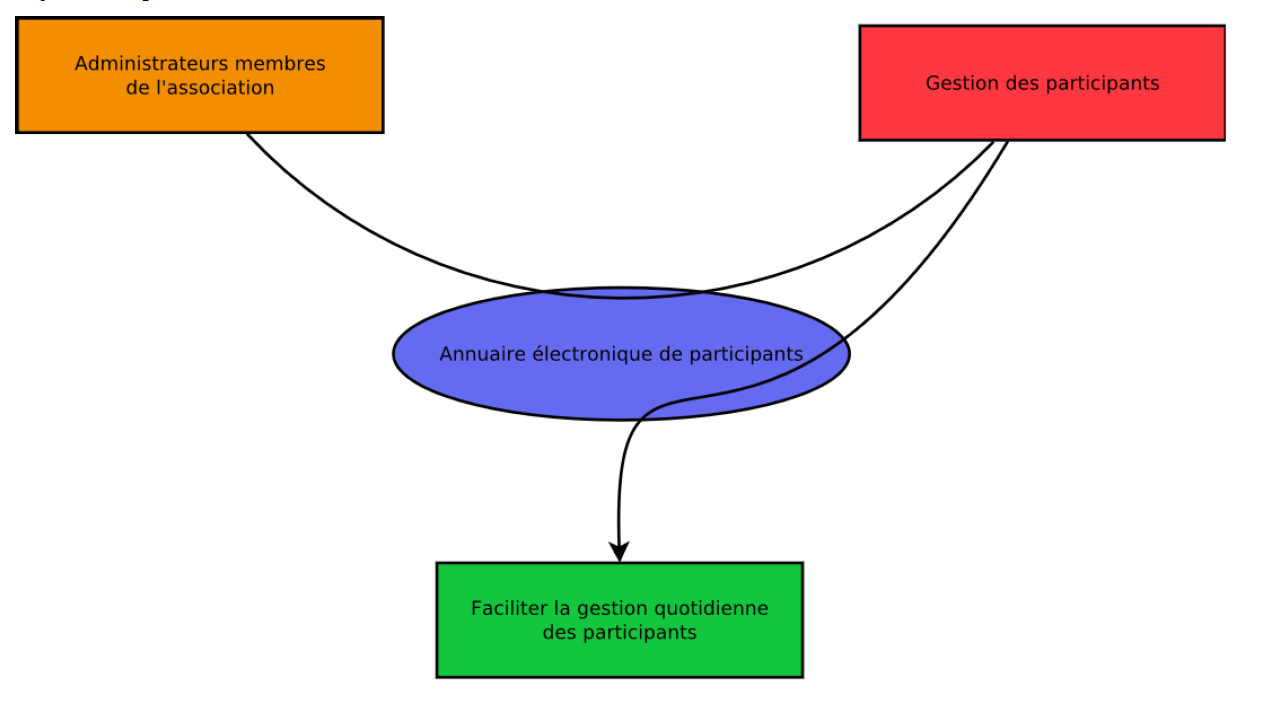 Administrateurs membres
de l'association
Gestion des participants
Annuaire électronique de participants
Faciliter la gestion quotidienne
des participants